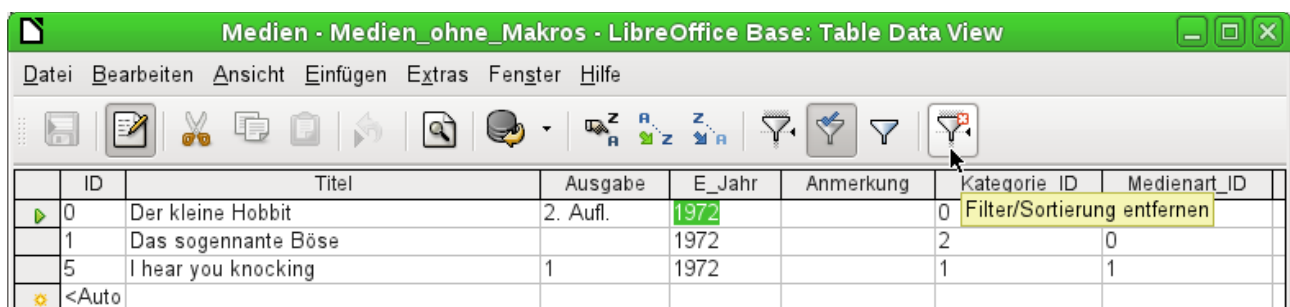 Medien - Medien_ohne_Makros - LibreOffice Base: Table Data View
Datei Bearbeiten Ansicht Einfügen Extras Fenster Hilfe
ID Titel Ausgabe E_Jahr Anmerkung Kategorie_ID Medienart_ID
0 Der kleine Hobbit 2. Aufl. 1972 0 Filter/Sortierung entfernen
1 Das sogennante Böse 1972 2 0
5 I hear you knocking 1 1972 1 1
<Auto